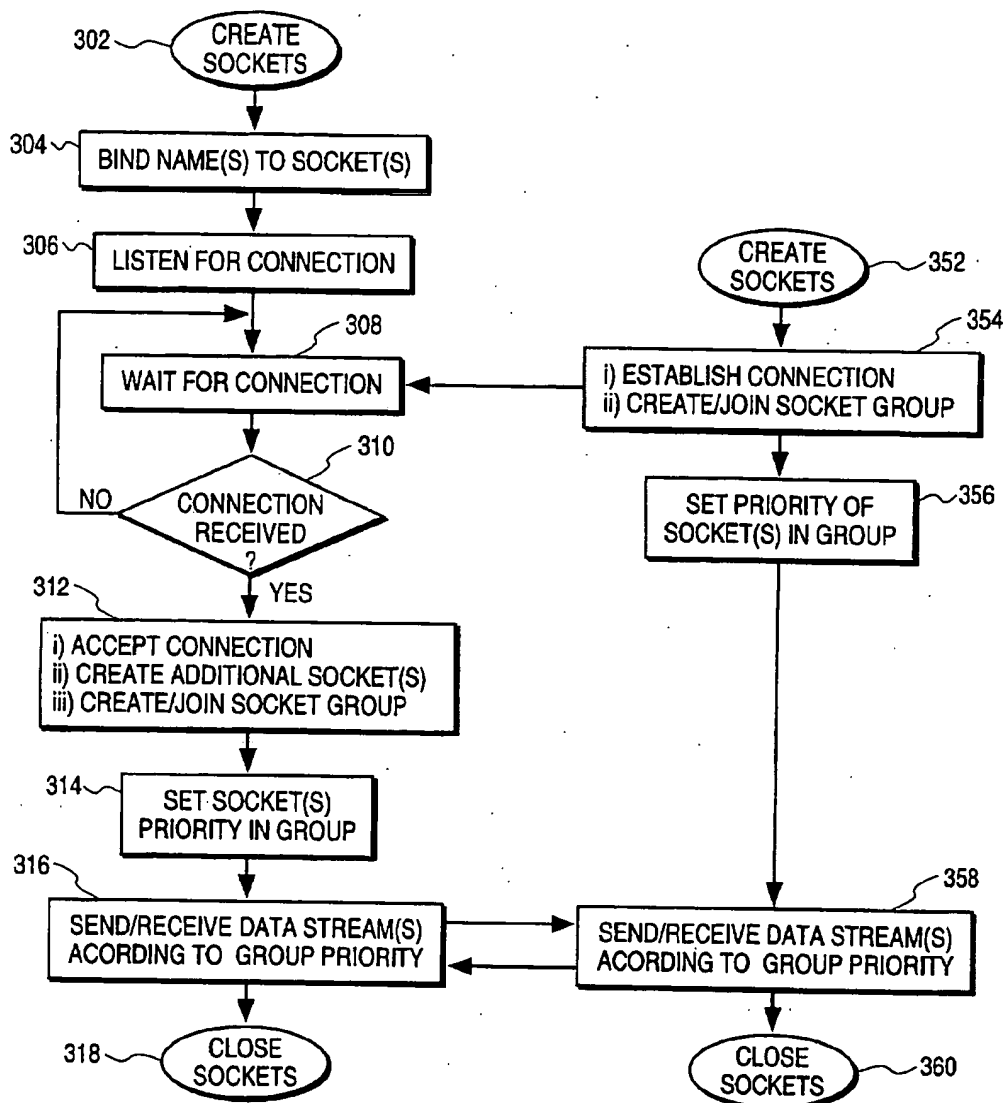 302
CREATE
SOCKETS
304
BIND NAME(S) TO SOCKET(S)
306
LISTEN FOR CONNECTION
308
WAIT FOR CONNECTION
310
NO
CONNECTION
RECEIVED
?
YES
312
i) ACCEPT CONNECTION
ii) CREATE ADDITIONAL SOCKET(S)
iii) CREATE/JOIN SOCKET GROUP
314
SET SOCKET(S)
PRIORITY IN GROUP
316
SEND/RECEIVE DATA STREAM(S)
ACORDING TO GROUP PRIORITY
318
CLOSE
SOCKETS
CREATE
SOCKETS
352
354
i) ESTABLISH CONNECTION
ii) CREATE/JOIN SOCKET GROUP
SET PRIORITY OF
SOCKET(S) IN GROUP
356
358
SEND/RECEIVE DATA STREAM(S)
ACORDING TO GROUP PRIORITY
CLOSE
SOCKETS
360